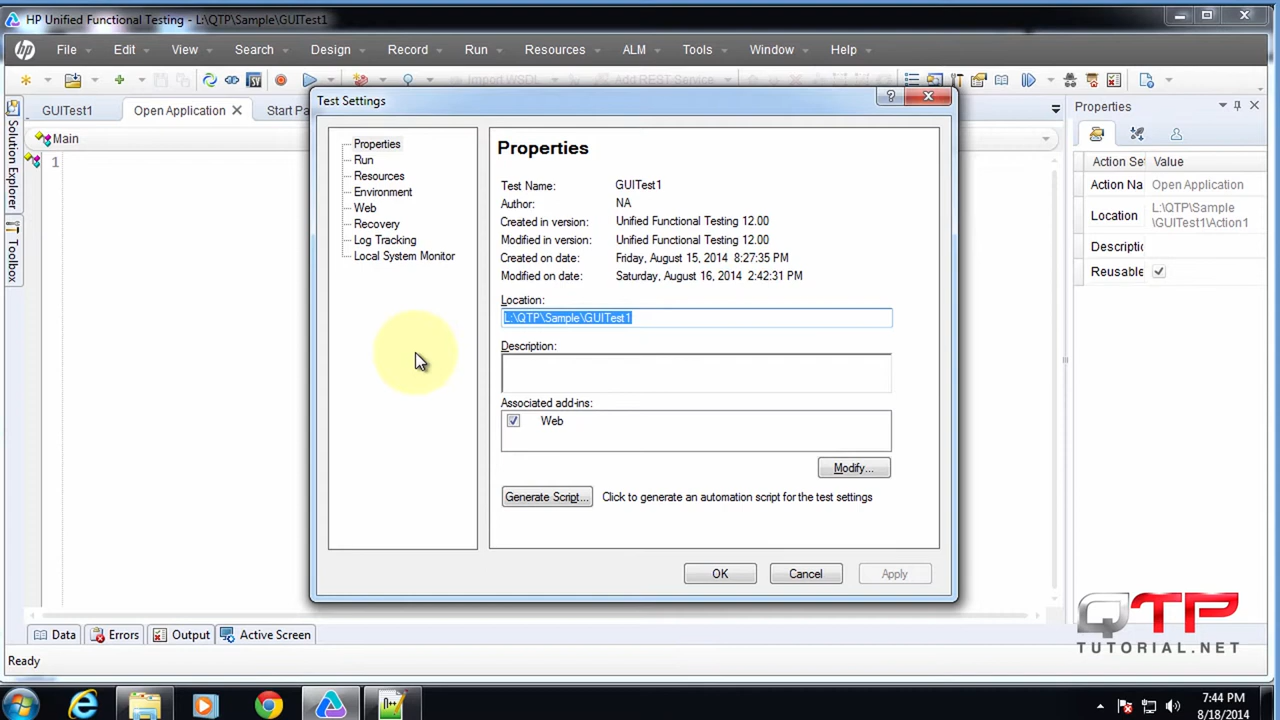 HP Unified Functional Testing - L:\QTP\Sample\GUITest1
File Edit View Search Design Record Run Resources ALM Tools Window Help
GUITest1 Open Application Start Pa
Main
1
Solution Explorer
Toolbox
Test Settings
Properties
Run
Resources
Environment
Web
Recovery
Log Tracking
Local System Monitor
Properties
Test Name: GUITest1
Author: NA
Created in version: Unified Functional Testing 12.00
Modified in version: Unified Functional Testing 12.00
Created on date: Friday, August 15, 2014 8:27:35 PM
Modified on date: Saturday, August 16, 2014 2:42:31 PM
Location:
L:\QTP\Sample\GUITest1
Description:
Associated add-ins:
Web
Modify...
Generate Script... Click to generate an automation script for the test settings
OK Cancel Apply
Properties
Action Se Value
Action Na Open Application
Location L:\QTP\Sample
\GUITest1\Action1
Descriptic
Reusable
Data Errors Output Active Screen
Ready
QTP
TUTORIAL.NET
7:44 PM
8/18/2014